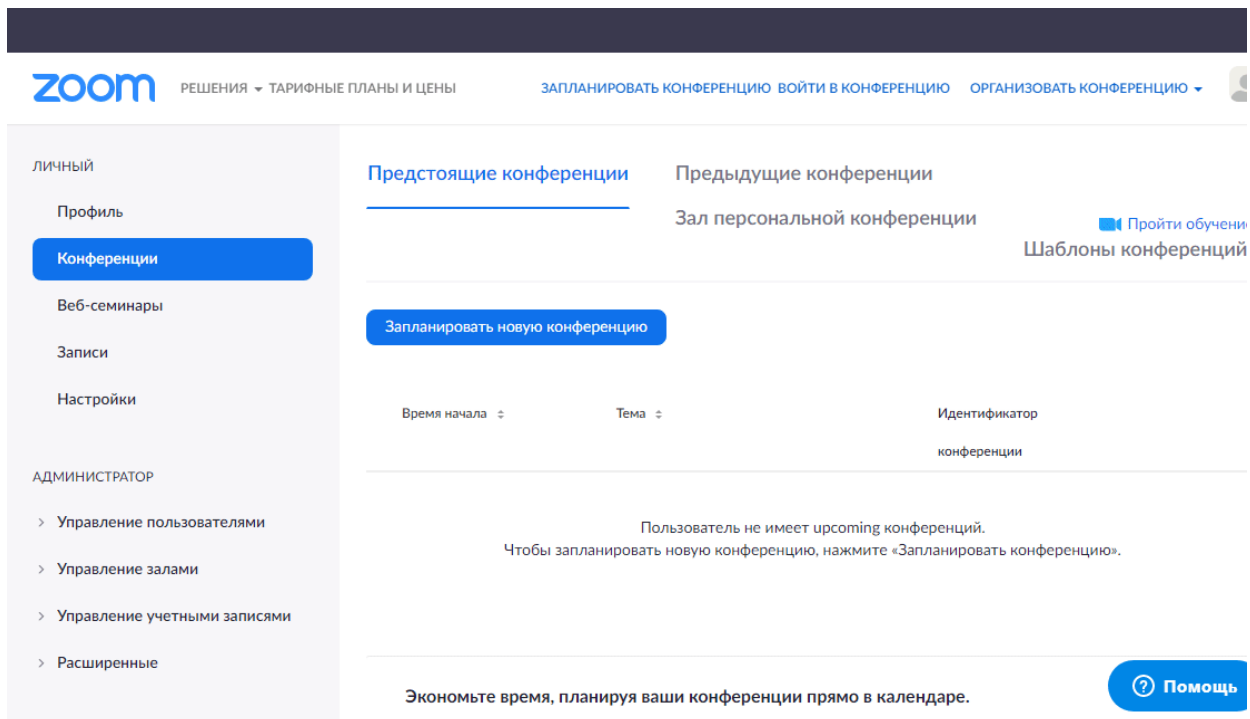 zoom
РЕШЕНИЯ ТАРИФНЫЕ ПЛАНЫ И ЦЕНЫ
ЗАПЛАНИРОВАТЬ КОНФЕРЕНЦИЮ ВОЙТИ В КОНФЕРЕНЦИЮ ОРГАНИЗОВАТЬ КОНФЕРЕНЦИЮ
ЛИЧНЫЙ
Профиль
Конференции
Веб-семинары
Записи
Настройки
АДМИНИСТРАТОР
Управление пользователями
Управление залами
Управление учетными записями
Расширенные
Предстоящие конференции
Предыдущие конференции
Зал персональной конференции
Пройти обучение
Шаблоны конференций
Запланировать новую конференцию
Время начала
Тема
Идентификатор
конференции
Пользователь не имеет upcoming конференций.
Чтобы запланировать новую конференцию, нажмите «Запланировать конференцию».
Экономьте время, планируя ваши конференции прямо в календаре.
Помощь